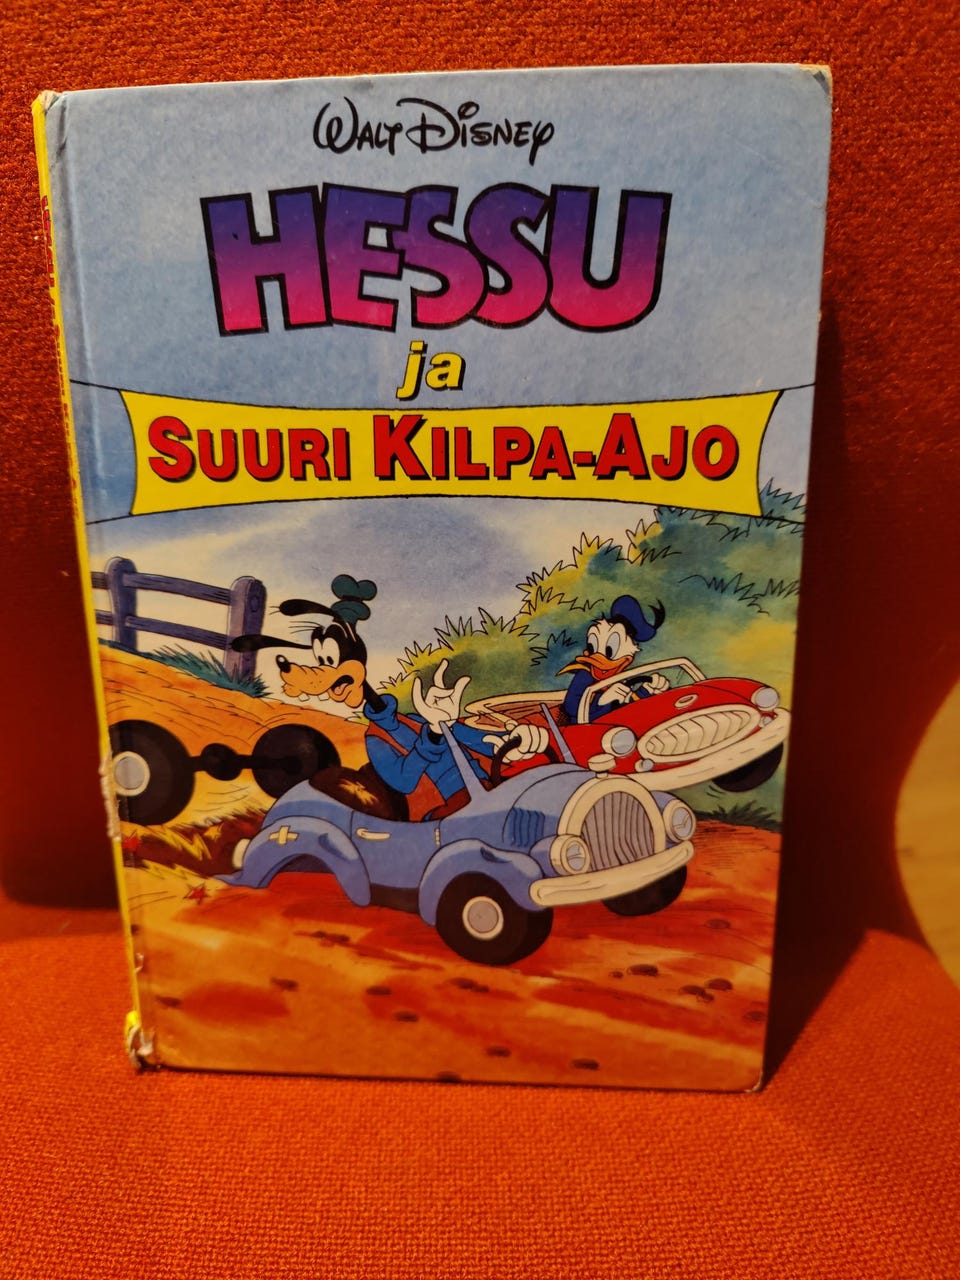 WALT DISNEY
HESSU
ja
SUURI KILPA-AJO